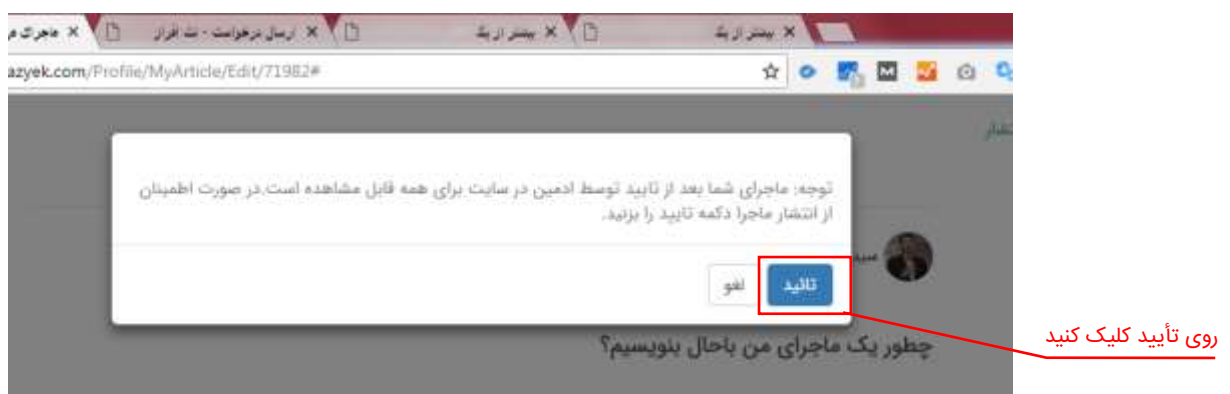 ماجرای م
ارسال درخواست - نت افراز
بیشتر از یک
بیشتر از یک
azyek.com/Profile/MyArticle/Edit/71982#
توجه: ماجرای شما بعد از تایید توسط ادمین در سایت برای همه قابل مشاهده است.در صورت اطمینان
از انتشار ماجرا دکمه تایید را بزنید.
تائید
لغو
چطور یک ماجرای من باحال بنویسیم؟
روی تأیید کلیک کنید